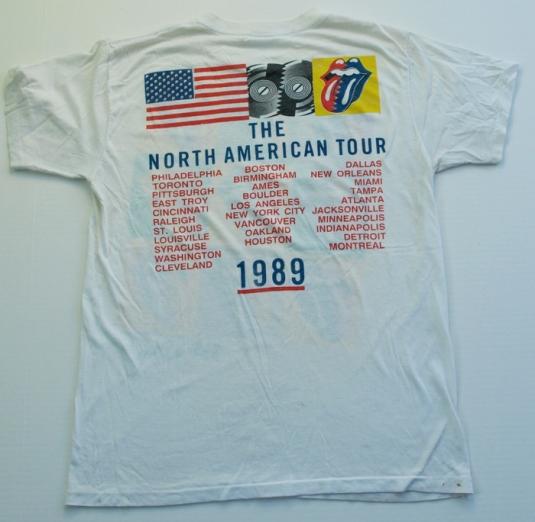 THE
NORTH AMERICAN TOUR
PHILADELPHIA
TORONTO
PITTSBURGH
EAST TROY
CINCINNATI
RALEIGH
ST. LOUIS
LOUISVILLE
SYRACUSE
WASHINGTON
CLEVELAND
BOSTON
BIRMINGHAM
AMES
BOULDER
LOS ANGELES
NEW YORK CITY
VANCOUVER
OAKLAND
HOUSTON
DALLAS
NEW ORLEANS
MIAMI
TAMPA
ATLANTA
JACKSONVILLE
MINNEAPOLIS
INDIANAPOLIS
DETROIT
MONTREAL
1989